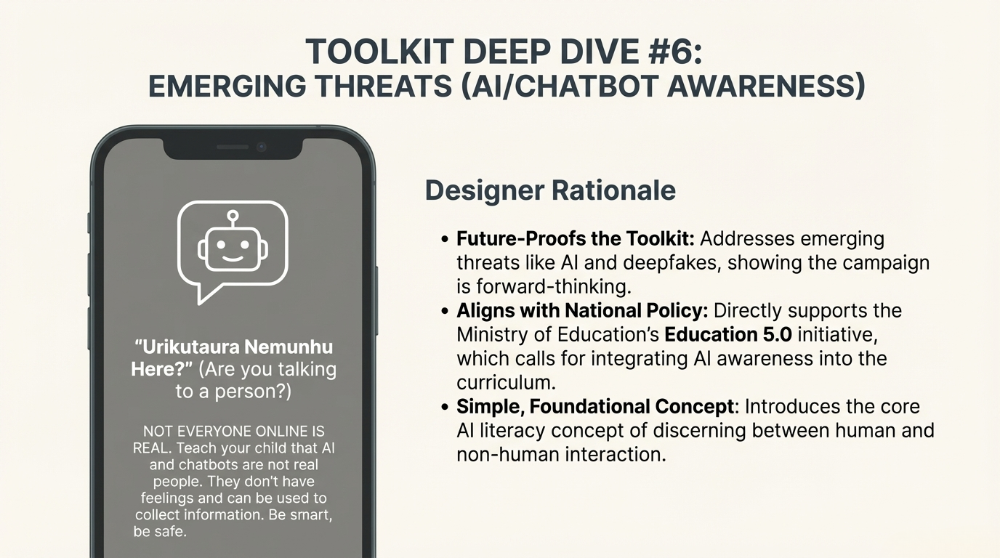 TOOLKIT DEEP DIVE #6:
EMERGING THREATS (AI/CHATBOT AWARENESS)
"Urikutaura Nemunhu
Here?" (Are you talking
to a person?)
NOT EVERYONE ONLINE IS
REAL. Teach your child that AI
and chatbots are not real
people. They don't have
feelings and can be used to
collect information. Be smart,
be safe.
Designer Rationale
• Future-Proofs the Toolkit: Addresses emerging
threats like AI and deepfakes, showing the campaign
is forward-thinking.
• Aligns with National Policy: Directly supports the
Ministry of Education's Education 5.0 initiative,
which calls for integrating AI awareness into the
curriculum.
• Simple, Foundational Concept: Introduces the core
AI literacy concept of discerning between human and
non-human interaction.